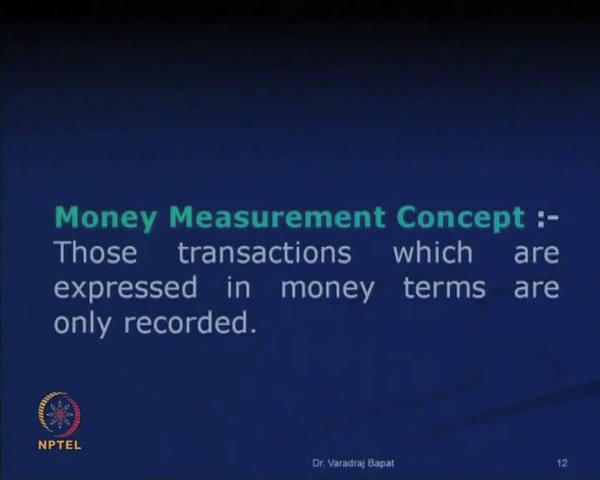 Money Measurement Concept :-
Those transactions which are
expressed in money terms are
only recorded.
NPTEL
Dr. Varadraj Bapat 12